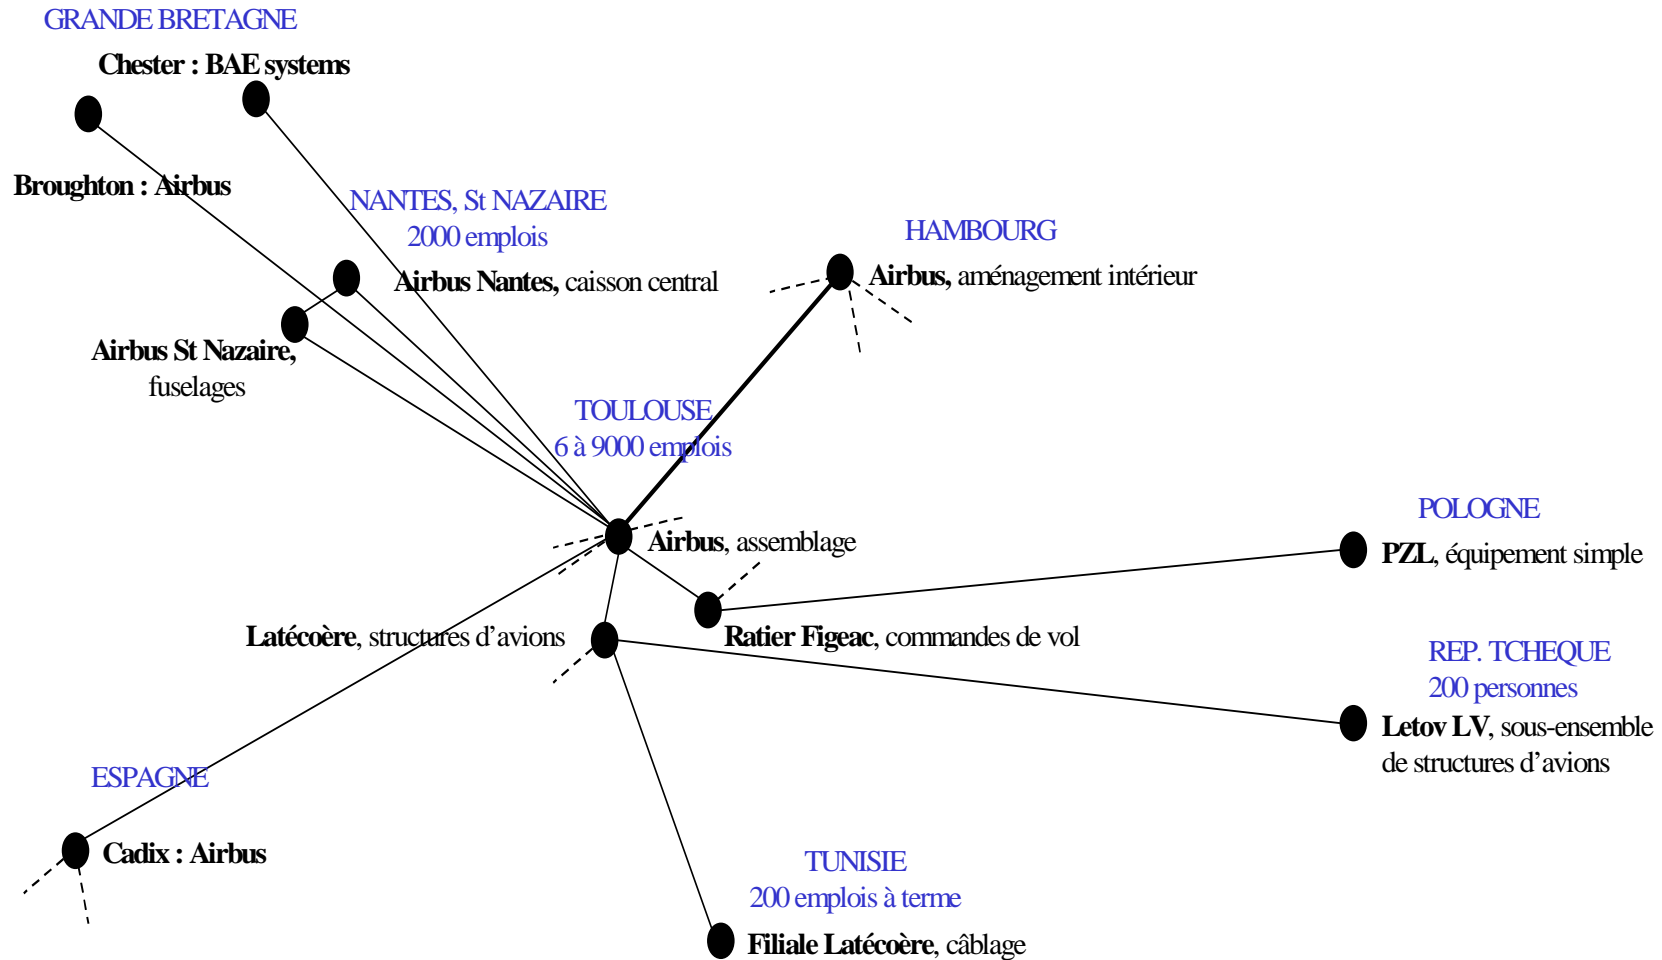 GRANDE BRETAGNE
Chester : BAE systems
Broughton : Airbus
NANTES, St NAZAIRE
2000 emplois
Airbus Nantes, caisson central
Airbus St Nazaire,
fuselages
HAMBOURG
Airbus, aménagement intérieur
TOULOUSE
6 à 9000 emplois
Airbus, assemblage
Latécoère, structures d’avions
Ratier Figeac, commandes de vol
POLOGNE
PZL, équipement simple
REP. TCHEQUE
200 personnes
Letov LV, sous-ensemble
de structures d’avions
ESPAGNE
Cadix : Airbus
TUNISIE
200 emplois à terme
Filiale Latécoère, câblage